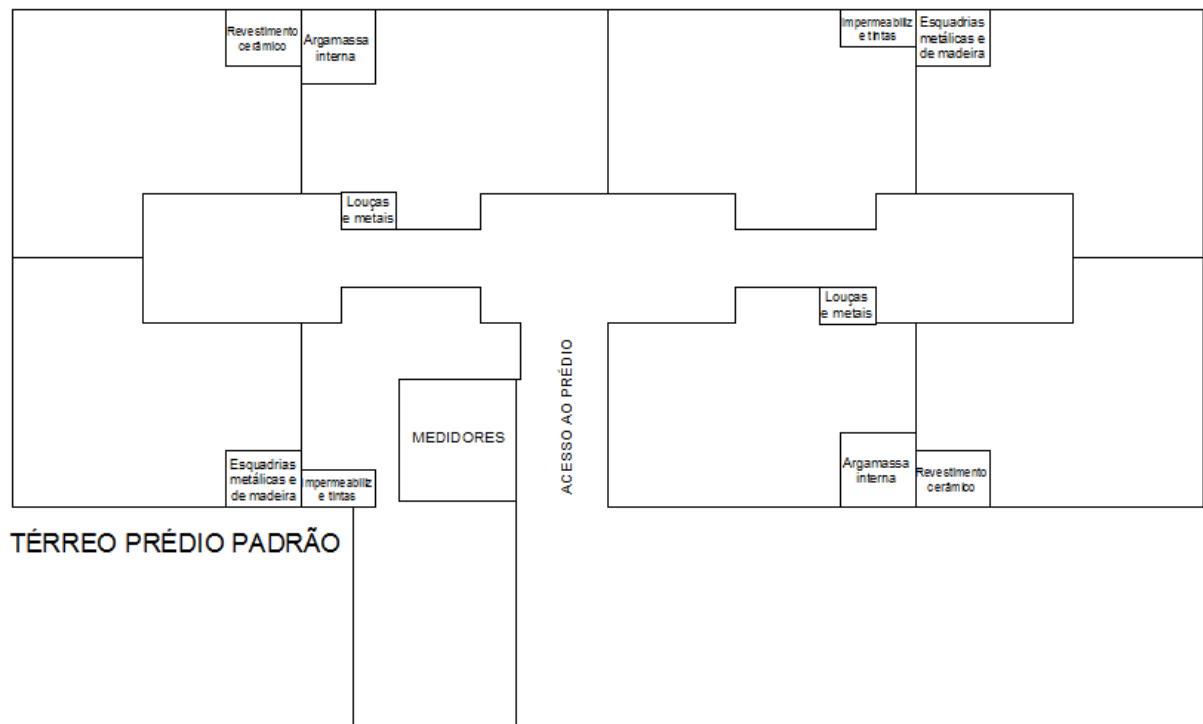 Revestimento
cerâmico
Argamassa
interna
Impermeabiliz
e tintas
Esquadrias
metálicas e
de madeira
Louças
e metais
Louças
e metais
ACESSO AO PRÉDIO
MEDIDORES
Esquadrias
metálicas e
de madeira
Impermeabiliz
e tintas
Argamassa
interna
Revestimento
cerâmico
TÉRREO PRÉDIO PADRÃO